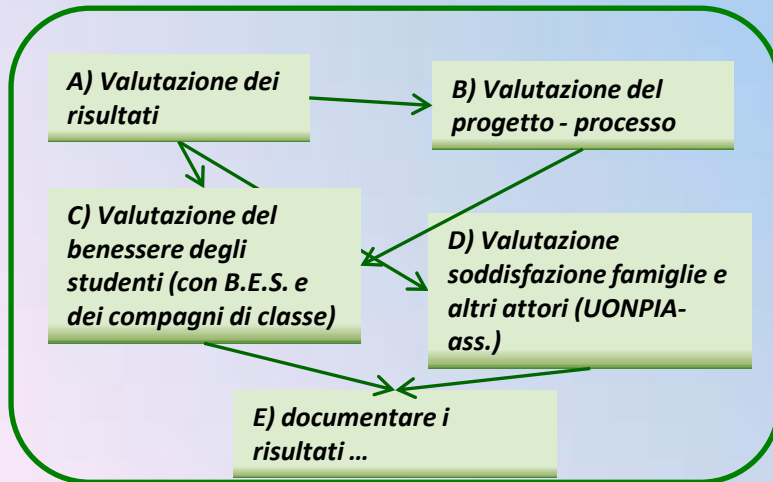 A) Valutazione dei
risultati
B) Valutazione del
progetto - processo
C) Valutazione del
benessere degli
studenti (con B.E.S. e
dei compagni di classe)
D) Valutazione
soddisfazione famiglie e
altri attori (UONPIA-
ass.)
E) documentare i
risultati ...